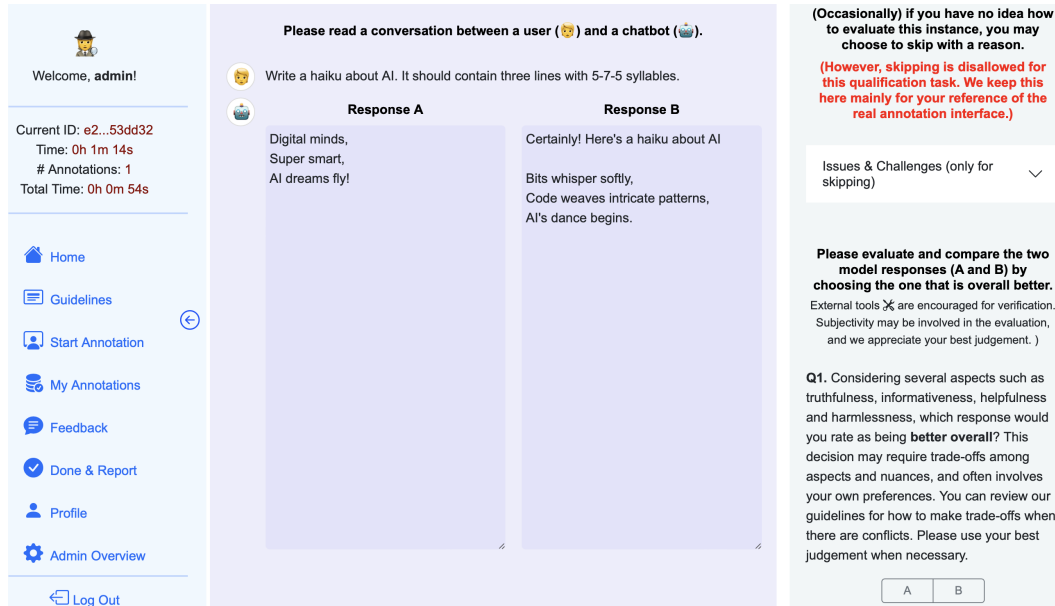 Welcome, admin!
Current ID: e2...53dd32
Time: 0h 1m 14s
# Annotations: 1
Total Time: 0h 0m 54s
Home
Guidelines
Start Annotation
My Annotations
Feedback
Done & Report
Profile
Admin Overview
Log Out
Please read a conversation between a user (👨) and a chatbot (🤖).
Write a haiku about AI. It should contain three lines with 5-7-5 syllables.
Response A
Digital minds,
Super smart,
AI dreams fly!
Response B
Certainly! Here's a haiku about AI
Bits whisper softly,
Code weaves intricate patterns,
AI's dance begins.
(Occasionally) if you have no idea how
to evaluate this instance, you may
choose to skip with a reason.
(However, skipping is disallowed for
this qualification task. We keep this
here mainly for your reference of the
real annotation interface.)
Issues & Challenges (only for
skipping)
Please evaluate and compare the two
model responses (A and B) by
choosing the one that is overall better.
External tools 🛠 are encouraged for verification.
Subjectivity may be involved in the evaluation,
and we appreciate your best judgement. )
Q1. Considering several aspects such as
truthfulness, informativeness, helpfulness
and harmlessness, which response would
you rate as being better overall? This
decision may require trade-offs among
aspects and nuances, and often involves
your own preferences. You can review our
guidelines for how to make trade-offs when
there are conflicts. Please use your best
judgement when necessary.
A B